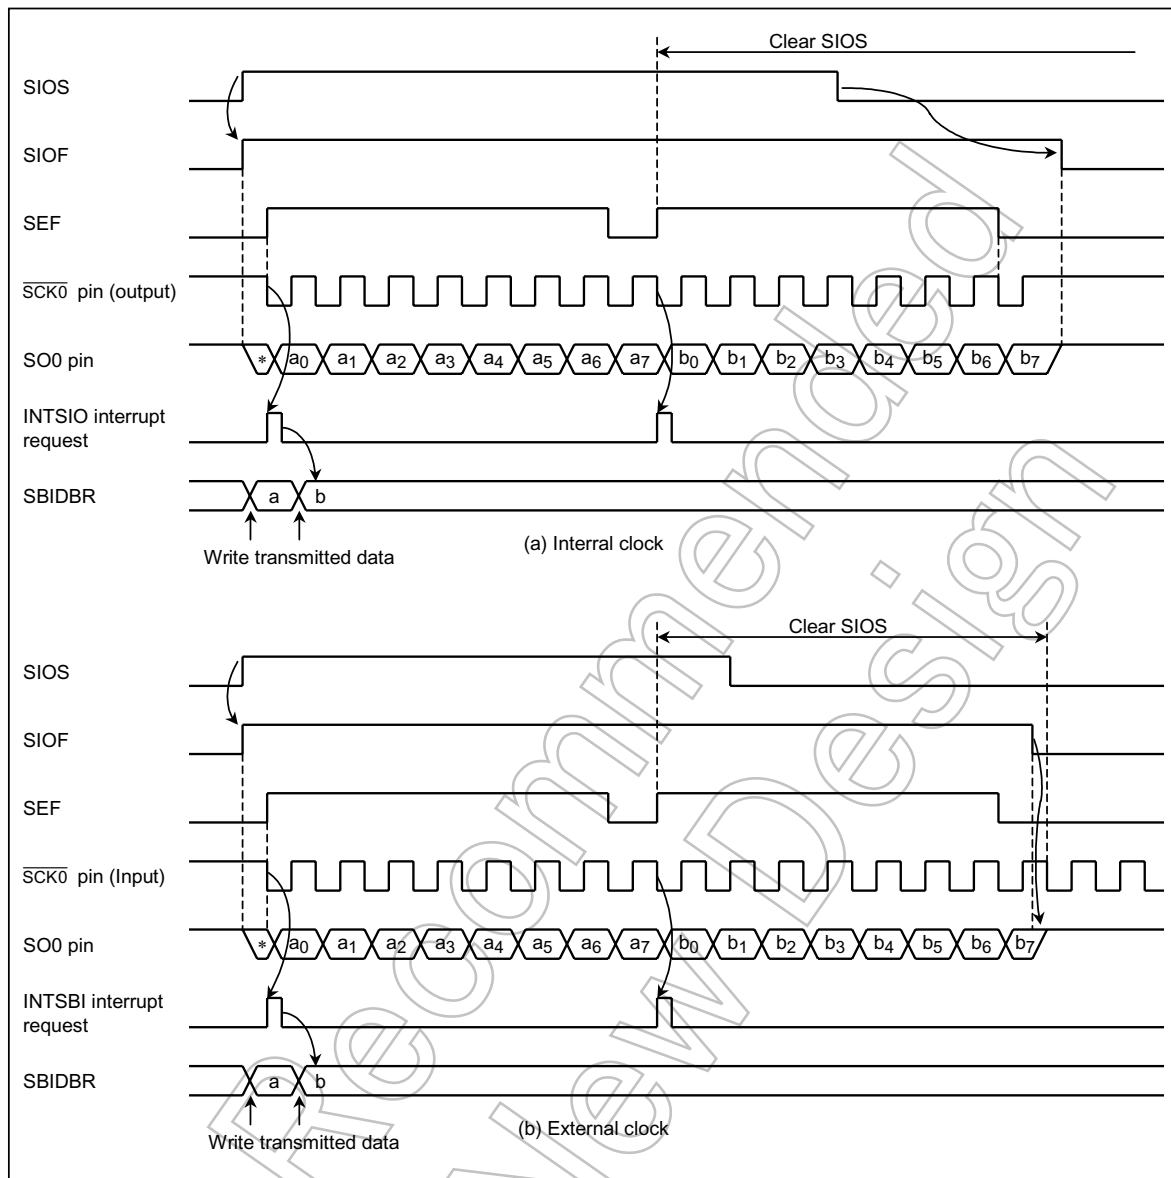 Clear SIOS
SIOS
SIOF
SEF
SCK0 pin (output)
SO0 pin
* a0 a1 a2 a3 a4 a5 a6 a7 b0 b1 b2 b3 b4 b5 b6 b7
INTSIO interrupt
request
SBIDBR
a b
Write transmitted data
(a) Interral clock
Clear SIOS
SIOS
SIOF
SEF
SCK0 pin (Input)
SO0 pin
* a0 a1 a2 a3 a4 a5 a6 a7 b0 b1 b2 b3 b4 b5 b6 b7
INTSBI interrupt
request
SBIDBR
a b
Write transmitted data
(b) External clock
Recommended
New Design